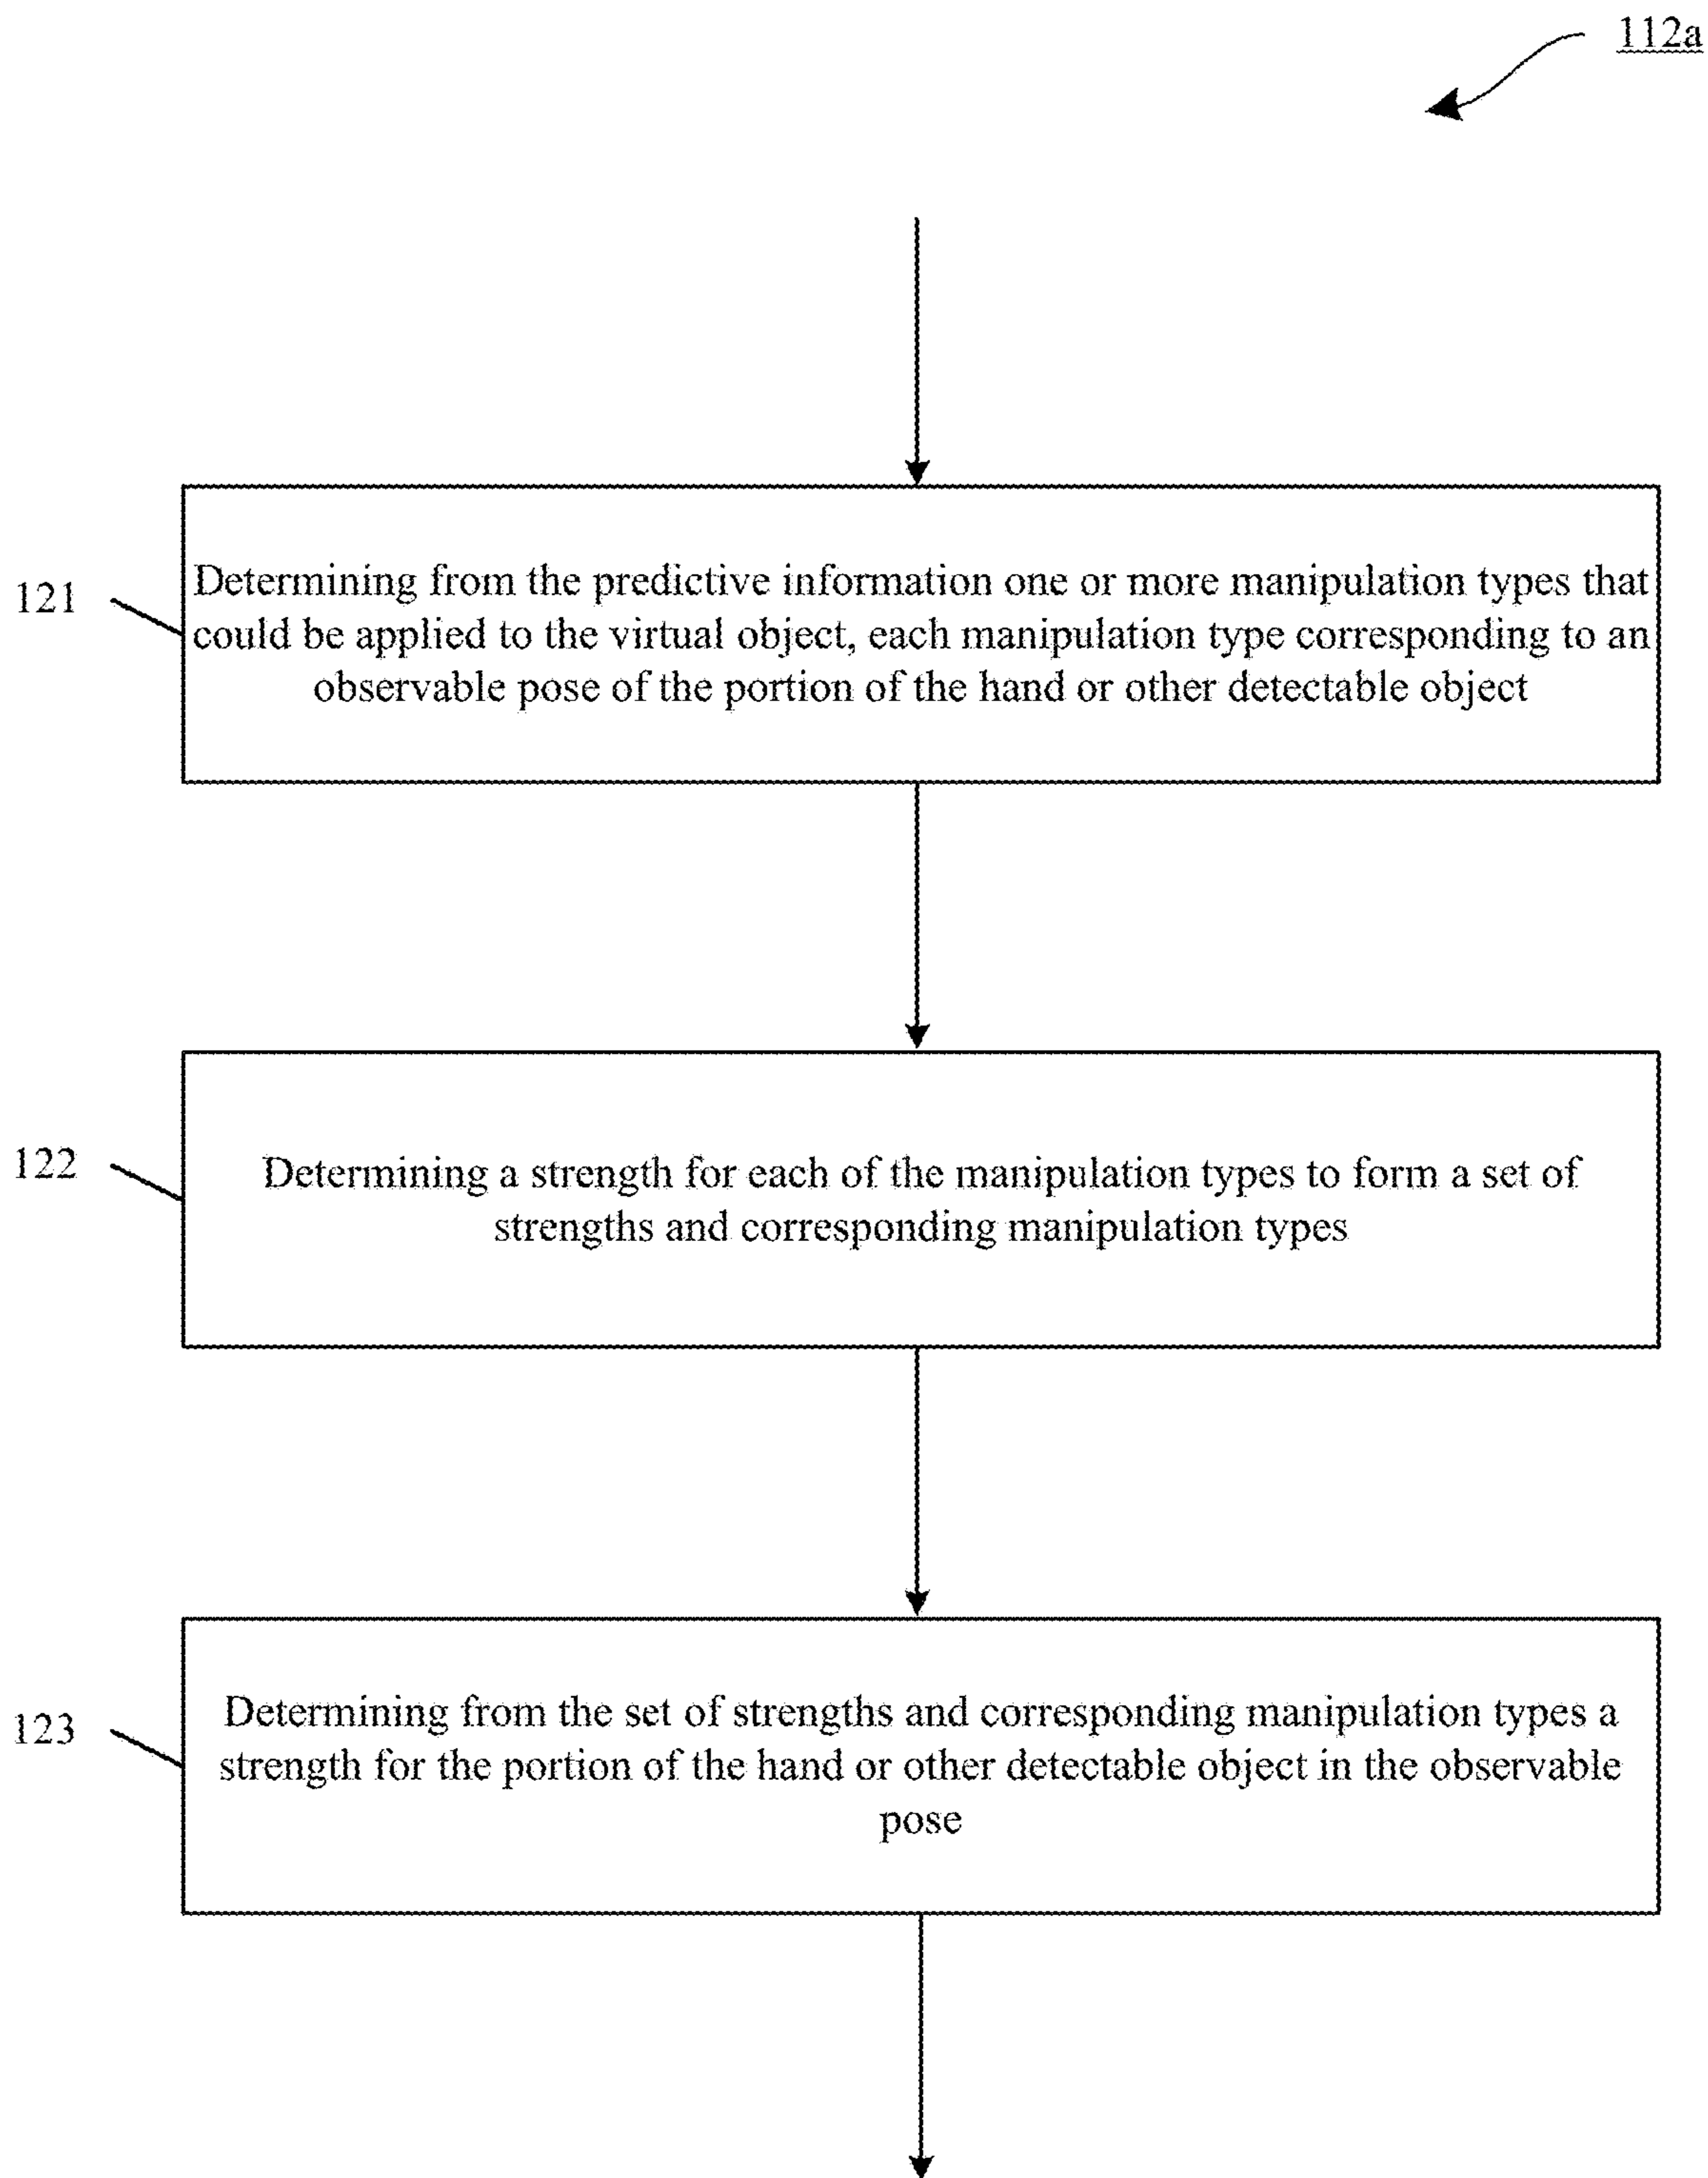 112a
121
Determining from the predictive information one or more manipulation types that
could be applied to the virtual object, each manipulation type corresponding to an
observable pose of the portion of the hand or other detectable object
122
Determining a strength for each of the manipulation types to form a set of
strengths and corresponding manipulation types
123
Determining from the set of strengths and corresponding manipulation types a
strength for the portion of the hand or other detectable object in the observable
pose